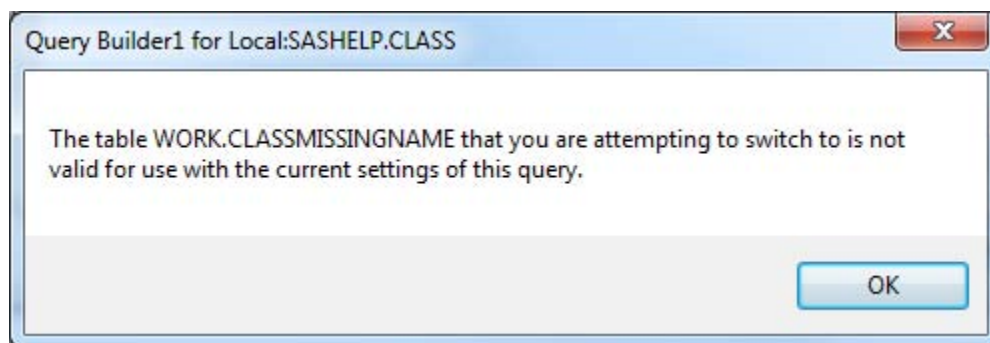 Query Builder1 for Local:SASHELP.CLASS
The table WORK.CLASSMISSINGNAME that you are attempting to switch to is not
valid for use with the current settings of this query.
OK